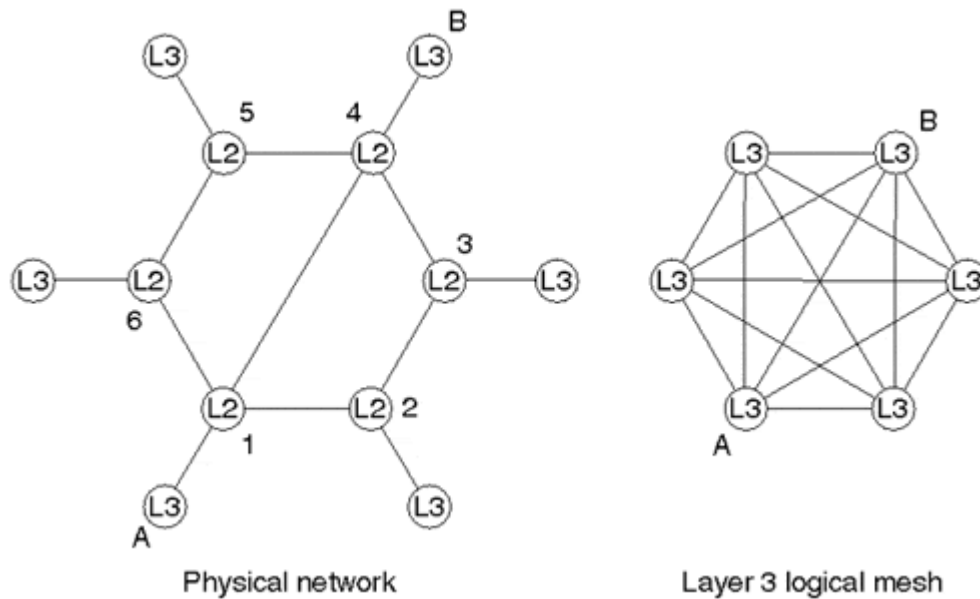 B
L3 L3
5 4
L2 L2
B
L3 L3
3
L3 L2 L2 L3
L3 L3
6
L2 L2 2
L3 L3
1
A
L3 L3
A
Physical network
Layer 3 logical mesh